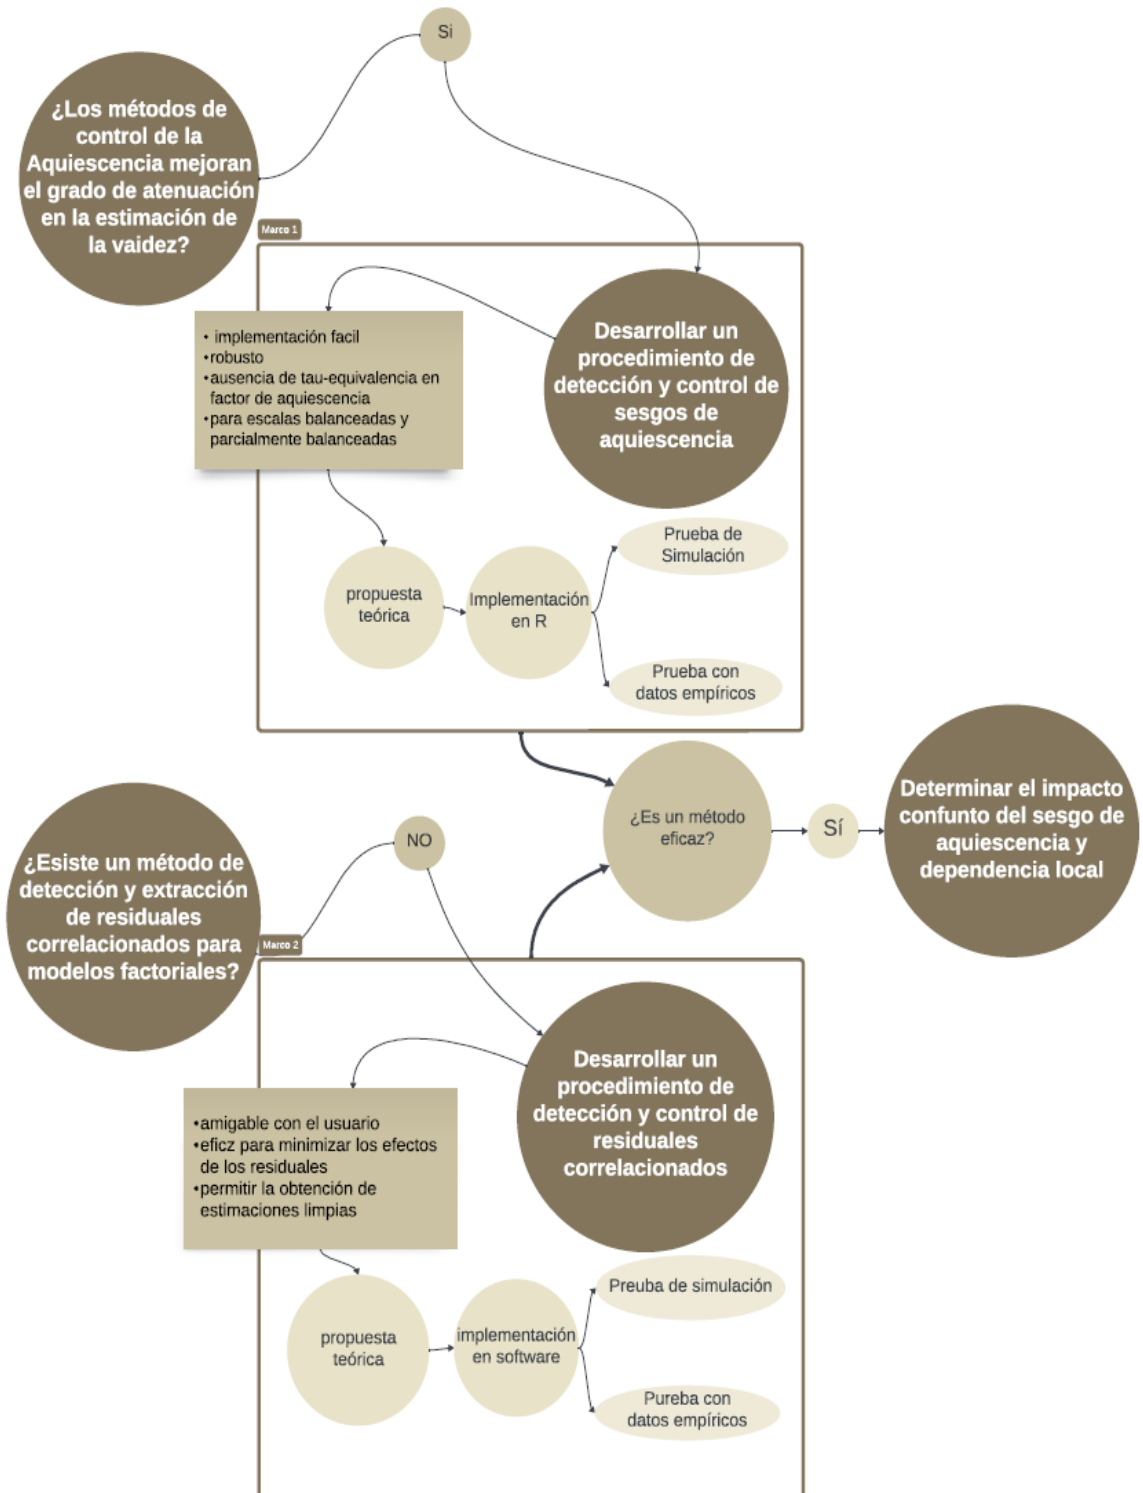 Si
¿Los métodos de
control de la
Aquiescencia mejoran
el grado de atenuación
en la estimación de
la vaidez?
Marco 1
• implementación facil
•robusto
•ausencia de tau-equivalencia en
factor de aquiescencia
•para escalas balanceadas y
parcialmente balanceadas
Desarrollar un
procedimiento de
detección y control de
sesgos de
aquiescencia
propuesta
teórica
Implementación
en R
Prueba de
Simulación
Prueba con
datos empíricos
¿Es un método
eficaz?
Sí
Determinar el impacto
confunto del sesgo de
aquiescencia y
dependencia local
NO
¿Esiste un método de
detección y extracción
de residuales
correlacionados para
modelos factoriales?
Marco 2
Desarrollar un
procedimiento de
detección y control de
residuales
correlacionados
•amigable con el usuario
•eficz para minimizar los efectos
de los residuales
•permitir la obtención de
estimaciones limpias
propuesta
teórica
implementación
en software
Preuba de simulación
Pureba con
datos empíricos